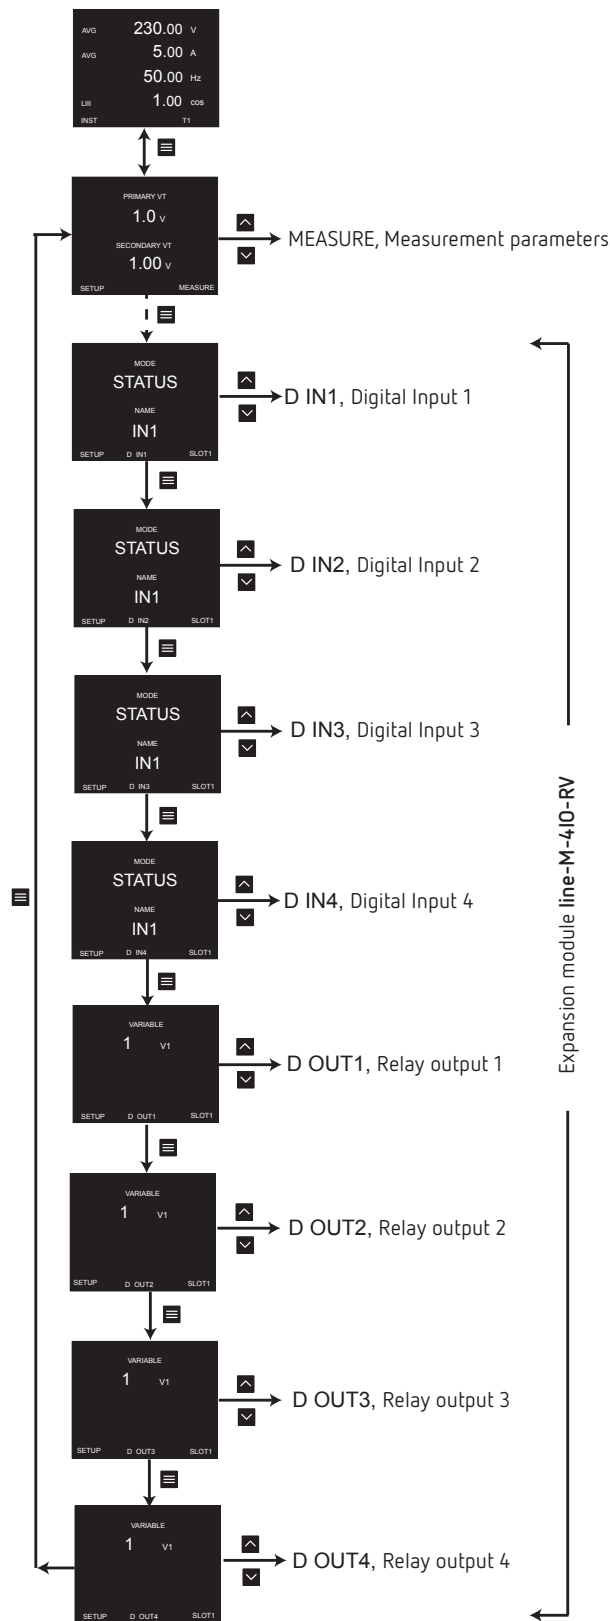 AVG 230.00 V
AVG 5.00 A
50.00 Hz
LIII 1.00 cos
INST T1
PRIMARY VT
1.0 V
SECONDARY VT
1.00 V
SETUP MEASURE
MEASURE, Measurement parameters
MODE
STATUS
NAME
IN1
SETUP D IN1 SLOT1
D IN1, Digital Input 1
MODE
STATUS
NAME
IN1
SETUP D IN2 SLOT1
D IN2, Digital Input 2
MODE
STATUS
NAME
IN1
SETUP D IN3 SLOT1
D IN3, Digital Input 3
MODE
STATUS
NAME
IN1
SETUP D IN4 SLOT1
D IN4, Digital Input 4
VARIABLE
1 V1
SETUP D OUT1 SLOT1
D OUT1, Relay output 1
VARIABLE
1 V1
SETUP D OUT2 SLOT1
D OUT2, Relay output 2
VARIABLE
1 V1
SETUP D OUT3 SLOT1
D OUT3, Relay output 3
VARIABLE
1 V1
SETUP D OUT4 SLOT1
D OUT4, Relay output 4
Expansion module line-M-4IO-RV